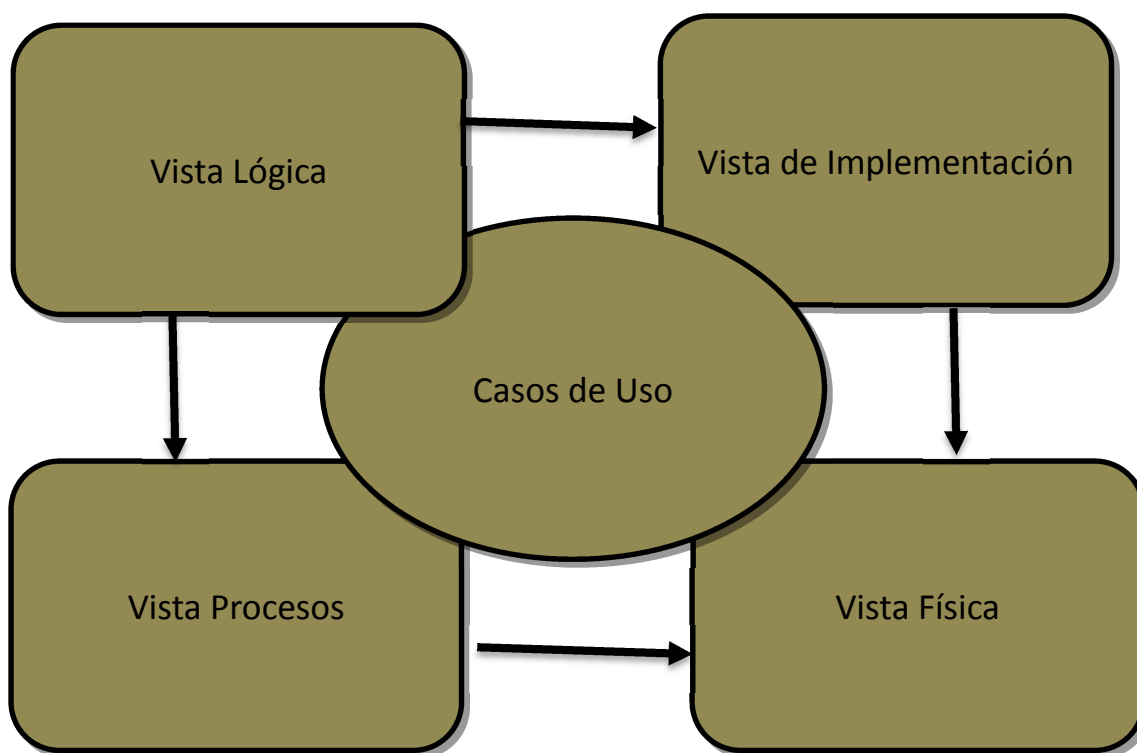 Vista Lógica
Vista de Implementación
Casos de Uso
Vista Procesos
Vista Física